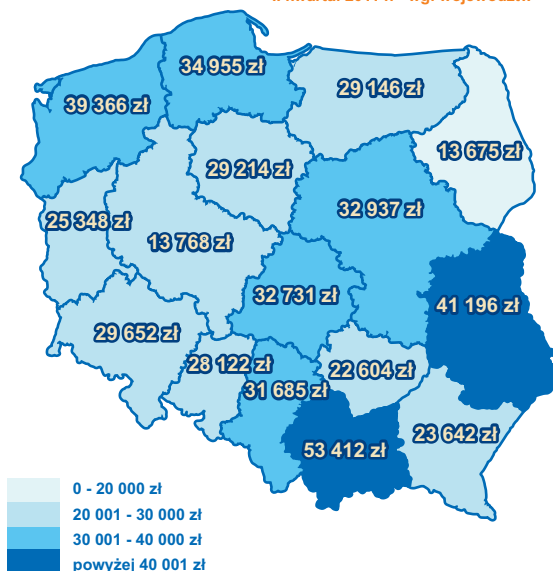 34 955 zł
39 366 zł
29 146 zł
13 675 zł
29 214 zł
25 348 zł
32 937 zł
13 768 zł
32 731 zł
41 196 zł
29 652 zł
28 122 zł
22 604 zł
31 685 zł
23 642 zł
53 412 zł
0 - 20 000 zł
20 001 - 30 000 zł
30 001 - 40 000 zł
powyżej 40 001 zł